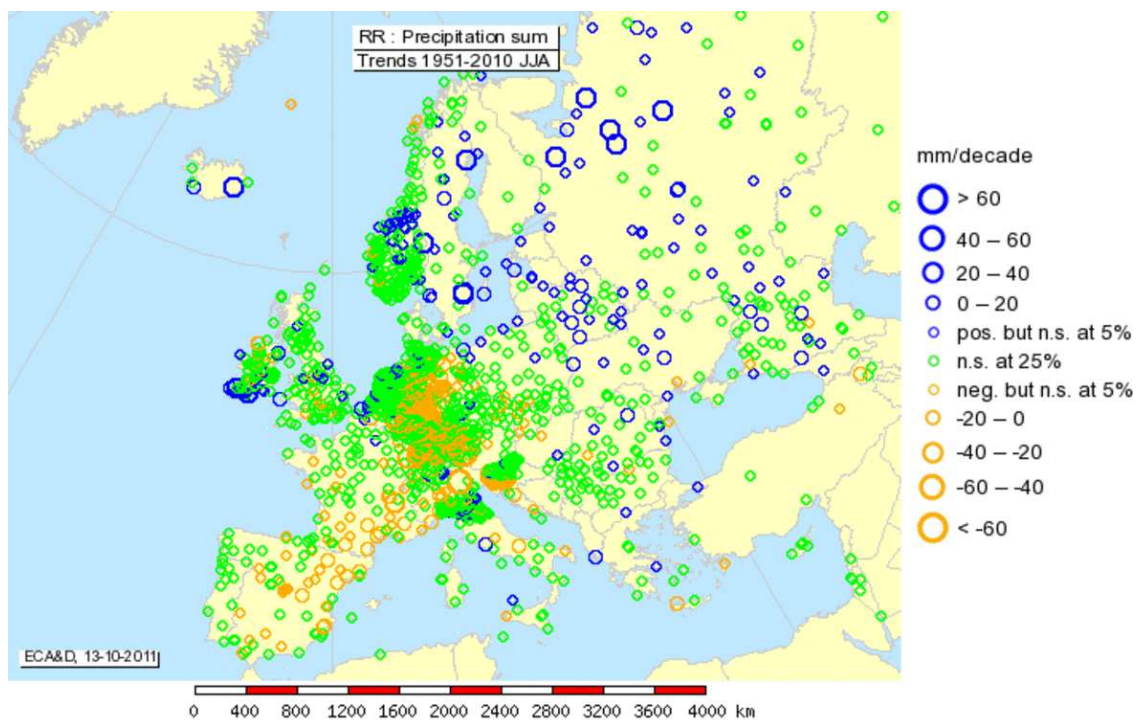 RR : Precipitation sum
Trends 1951-2010 JJA
mm/decade
> 60
40 – 60
20 – 40
0 – 20
pos. but n.s. at 5%
n.s. at 25%
neg. but n.s. at 5%
-20 – 0
-40 – -20
-60 – -40
< -60
ECA&D, 13-10-2011
0 400 800 1200 1600 2000 2400 2800 3200 3600 4000 km